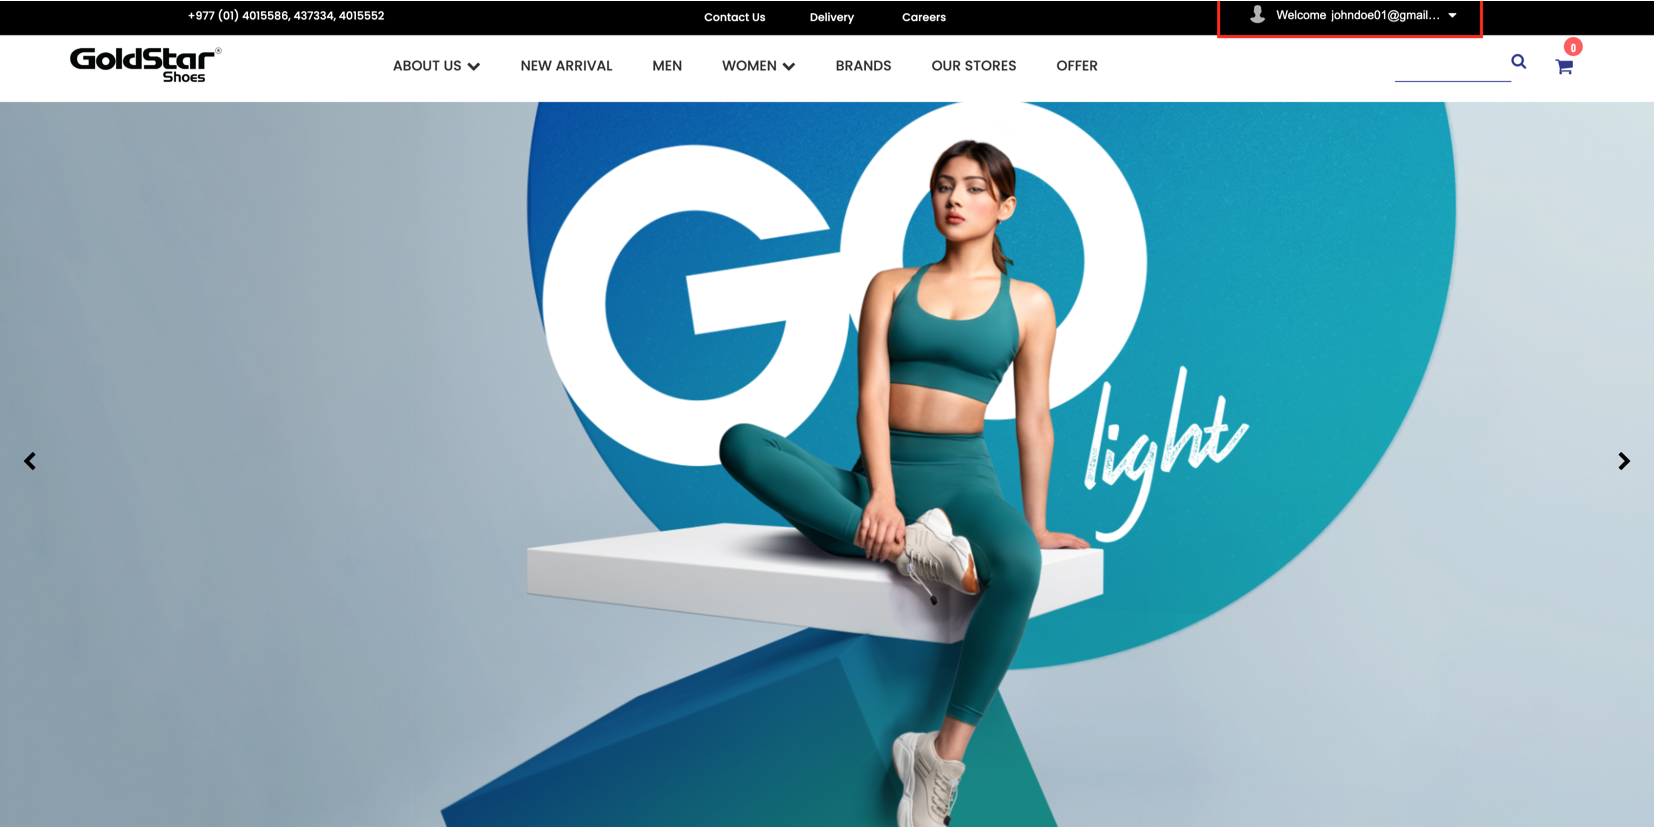 +977 (01) 4015586, 437334, 4015552
Contact Us
Delivery
Careers
Welcome johndoe01@gmail...
GoldStar®
Shoes
ABOUT US
NEW ARRIVAL
MEN
WOMEN
BRANDS
OUR STORES
OFFER
0
GO
light